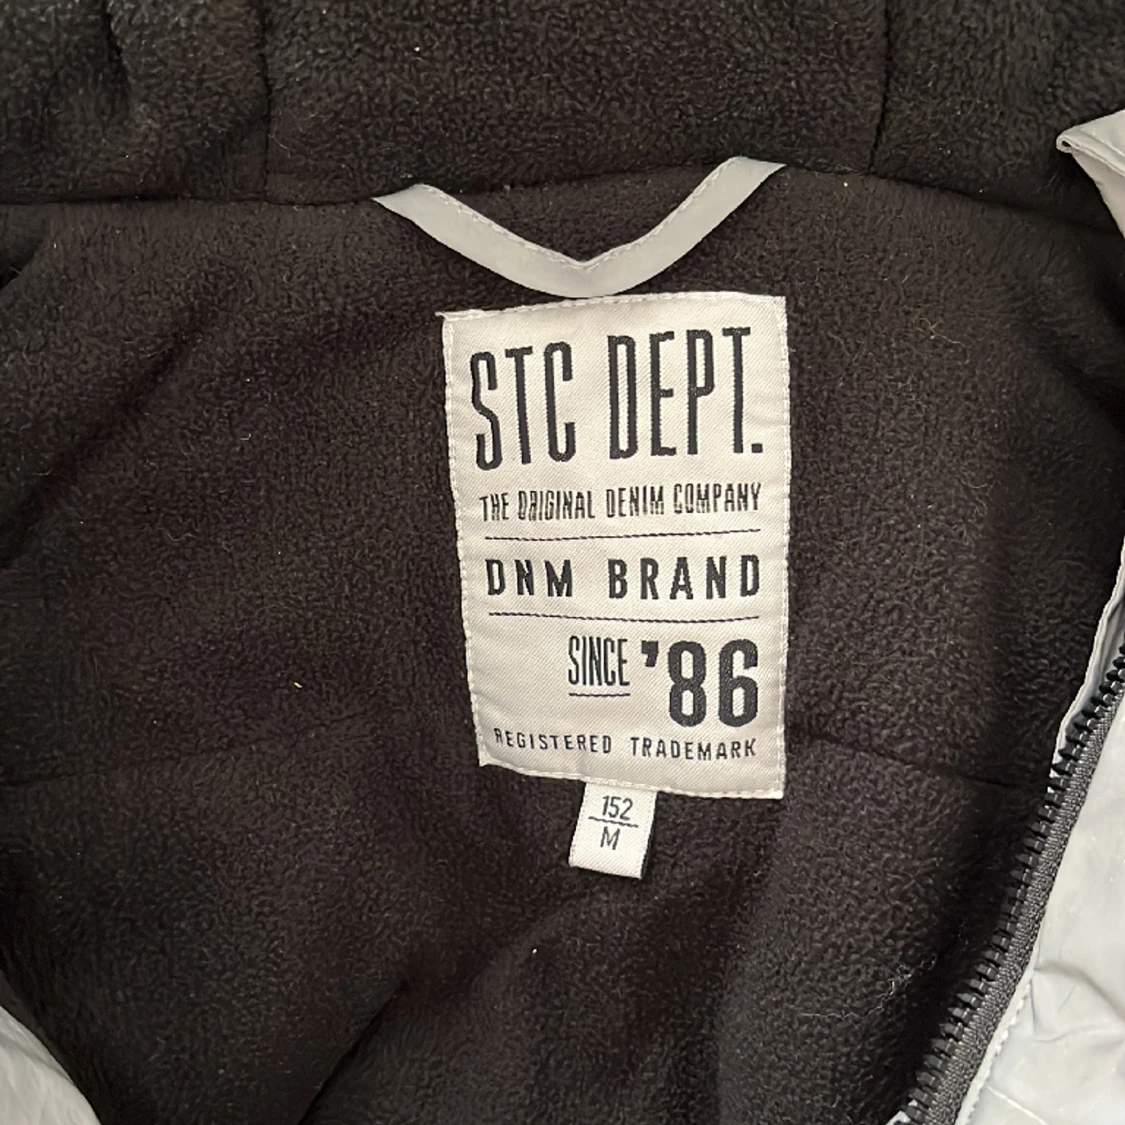 STC DEPT.
THE ORIGINAL DENIM COMPANY
DNM BRAND
SINCE '86
REGISTERED TRADEMARK
152
M